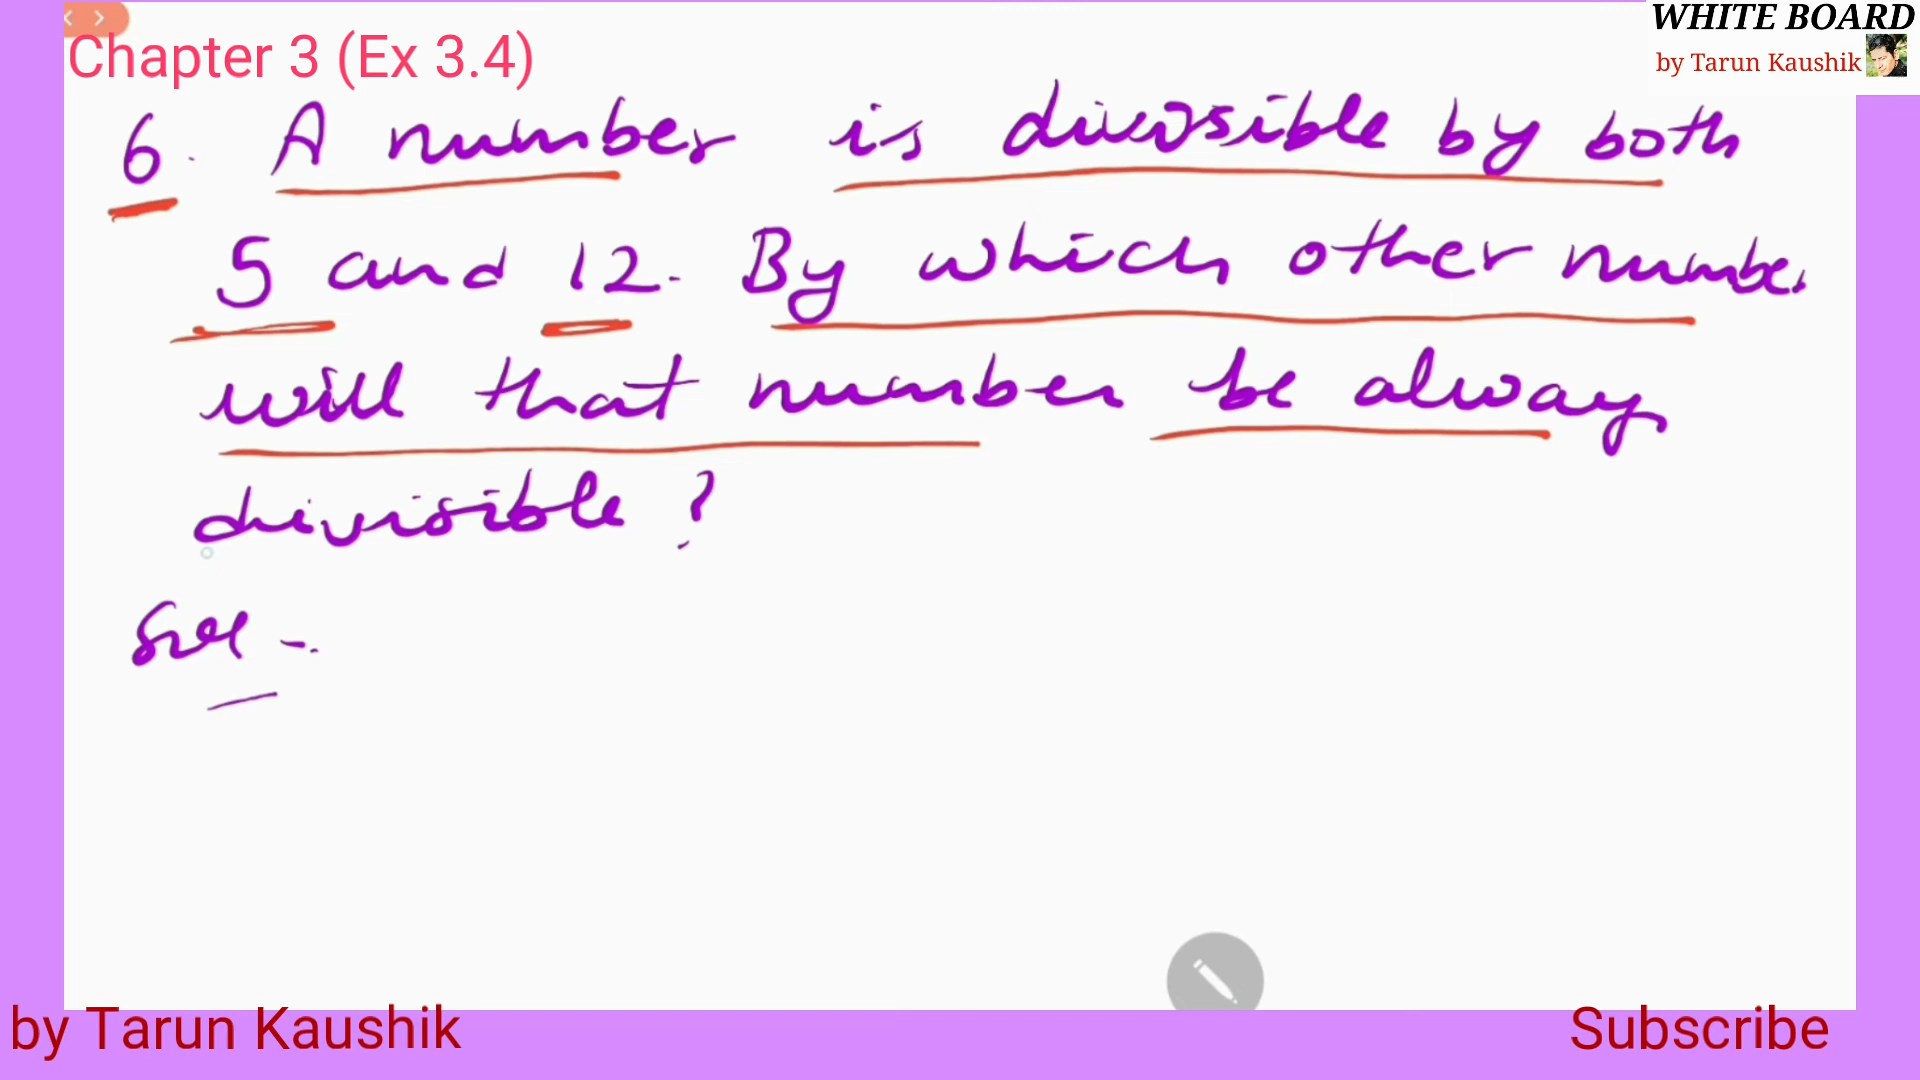 WHITE BOARD
by Tarun Kaushik
Chapter 3 (Ex 3.4)
6. A number is divisible by both
5 and 12. By which other number
will that number be always
divisible ?
Sol -.
by Tarun Kaushik
Subscribe